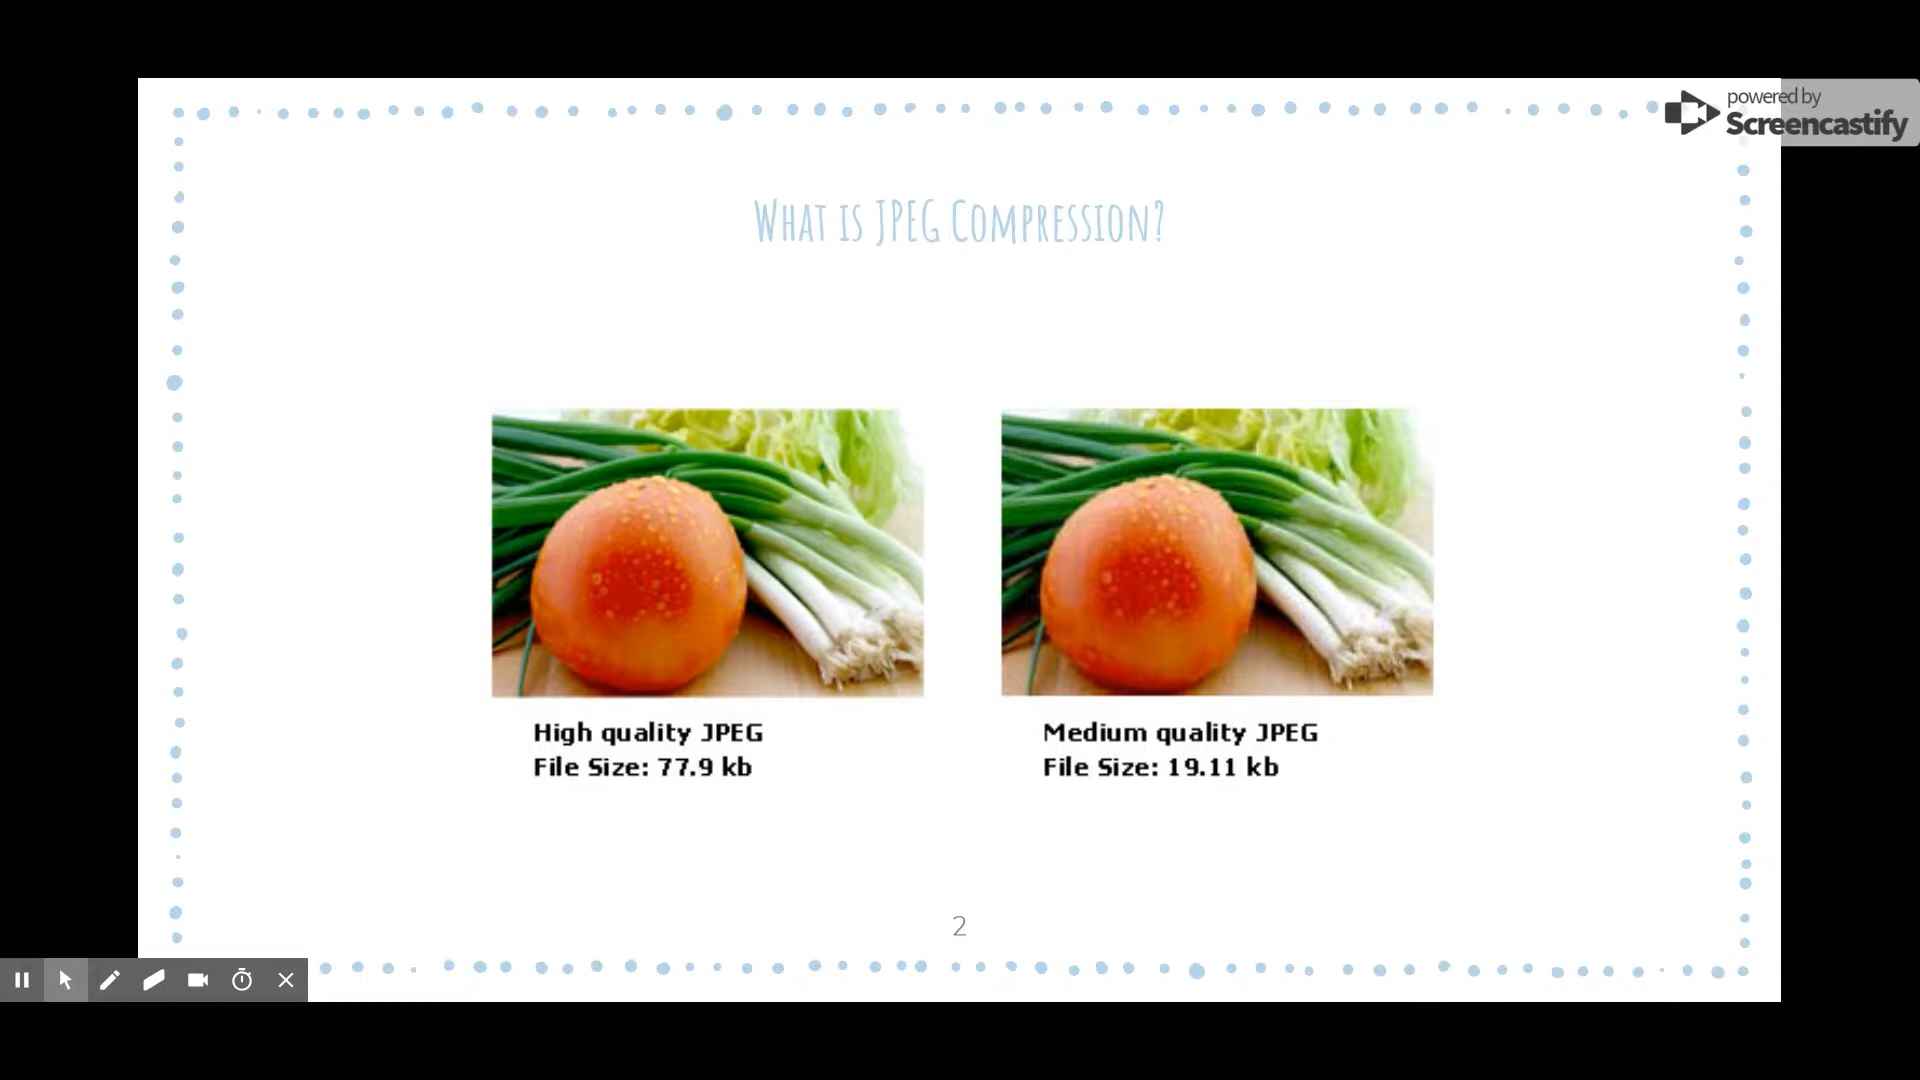 powered by
Screencastify
What is JPEG Compression?
High quality JPEG
File Size: 77.9 kb
Medium quality JPEG
File Size: 19.11 kb
2